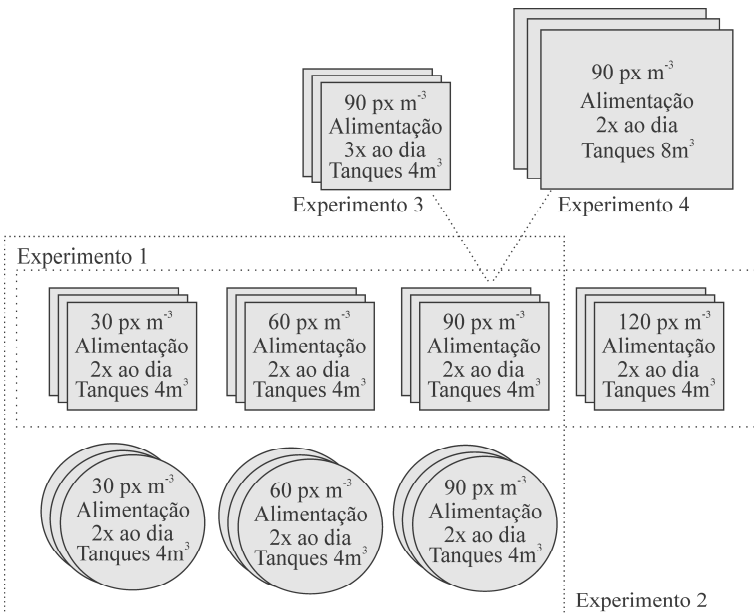 90 px m⁻³
Alimentação
3x ao dia
Tanques 4m³
Experimento 3
90 px m⁻³
Alimentação
2x ao dia
Tanques 8m³
Experimento 4
Experimento 1
30 px m⁻³
Alimentação
2x ao dia
Tanques 4m³
60 px m⁻³
Alimentação
2x ao dia
Tanques 4m³
90 px m⁻³
Alimentação
2x ao dia
Tanques 4m³
120 px m⁻³
Alimentação
2x ao dia
Tanques 4m³
30 px m⁻³
Alimentação
2x ao dia
Tanques 4m³
60 px m⁻³
Alimentação
2x ao dia
Tanques 4m³
90 px m⁻³
Alimentação
2x ao dia
Tanques 4m³
Experimento 2